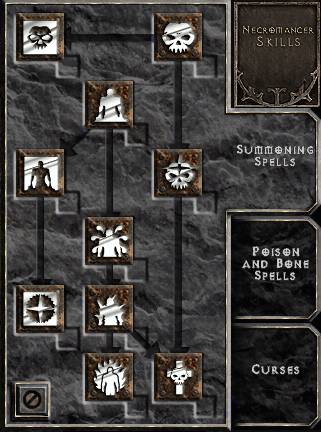 Necromancer
Skills
Summoning
Spells
Poison
and Bone
Spells
Curses